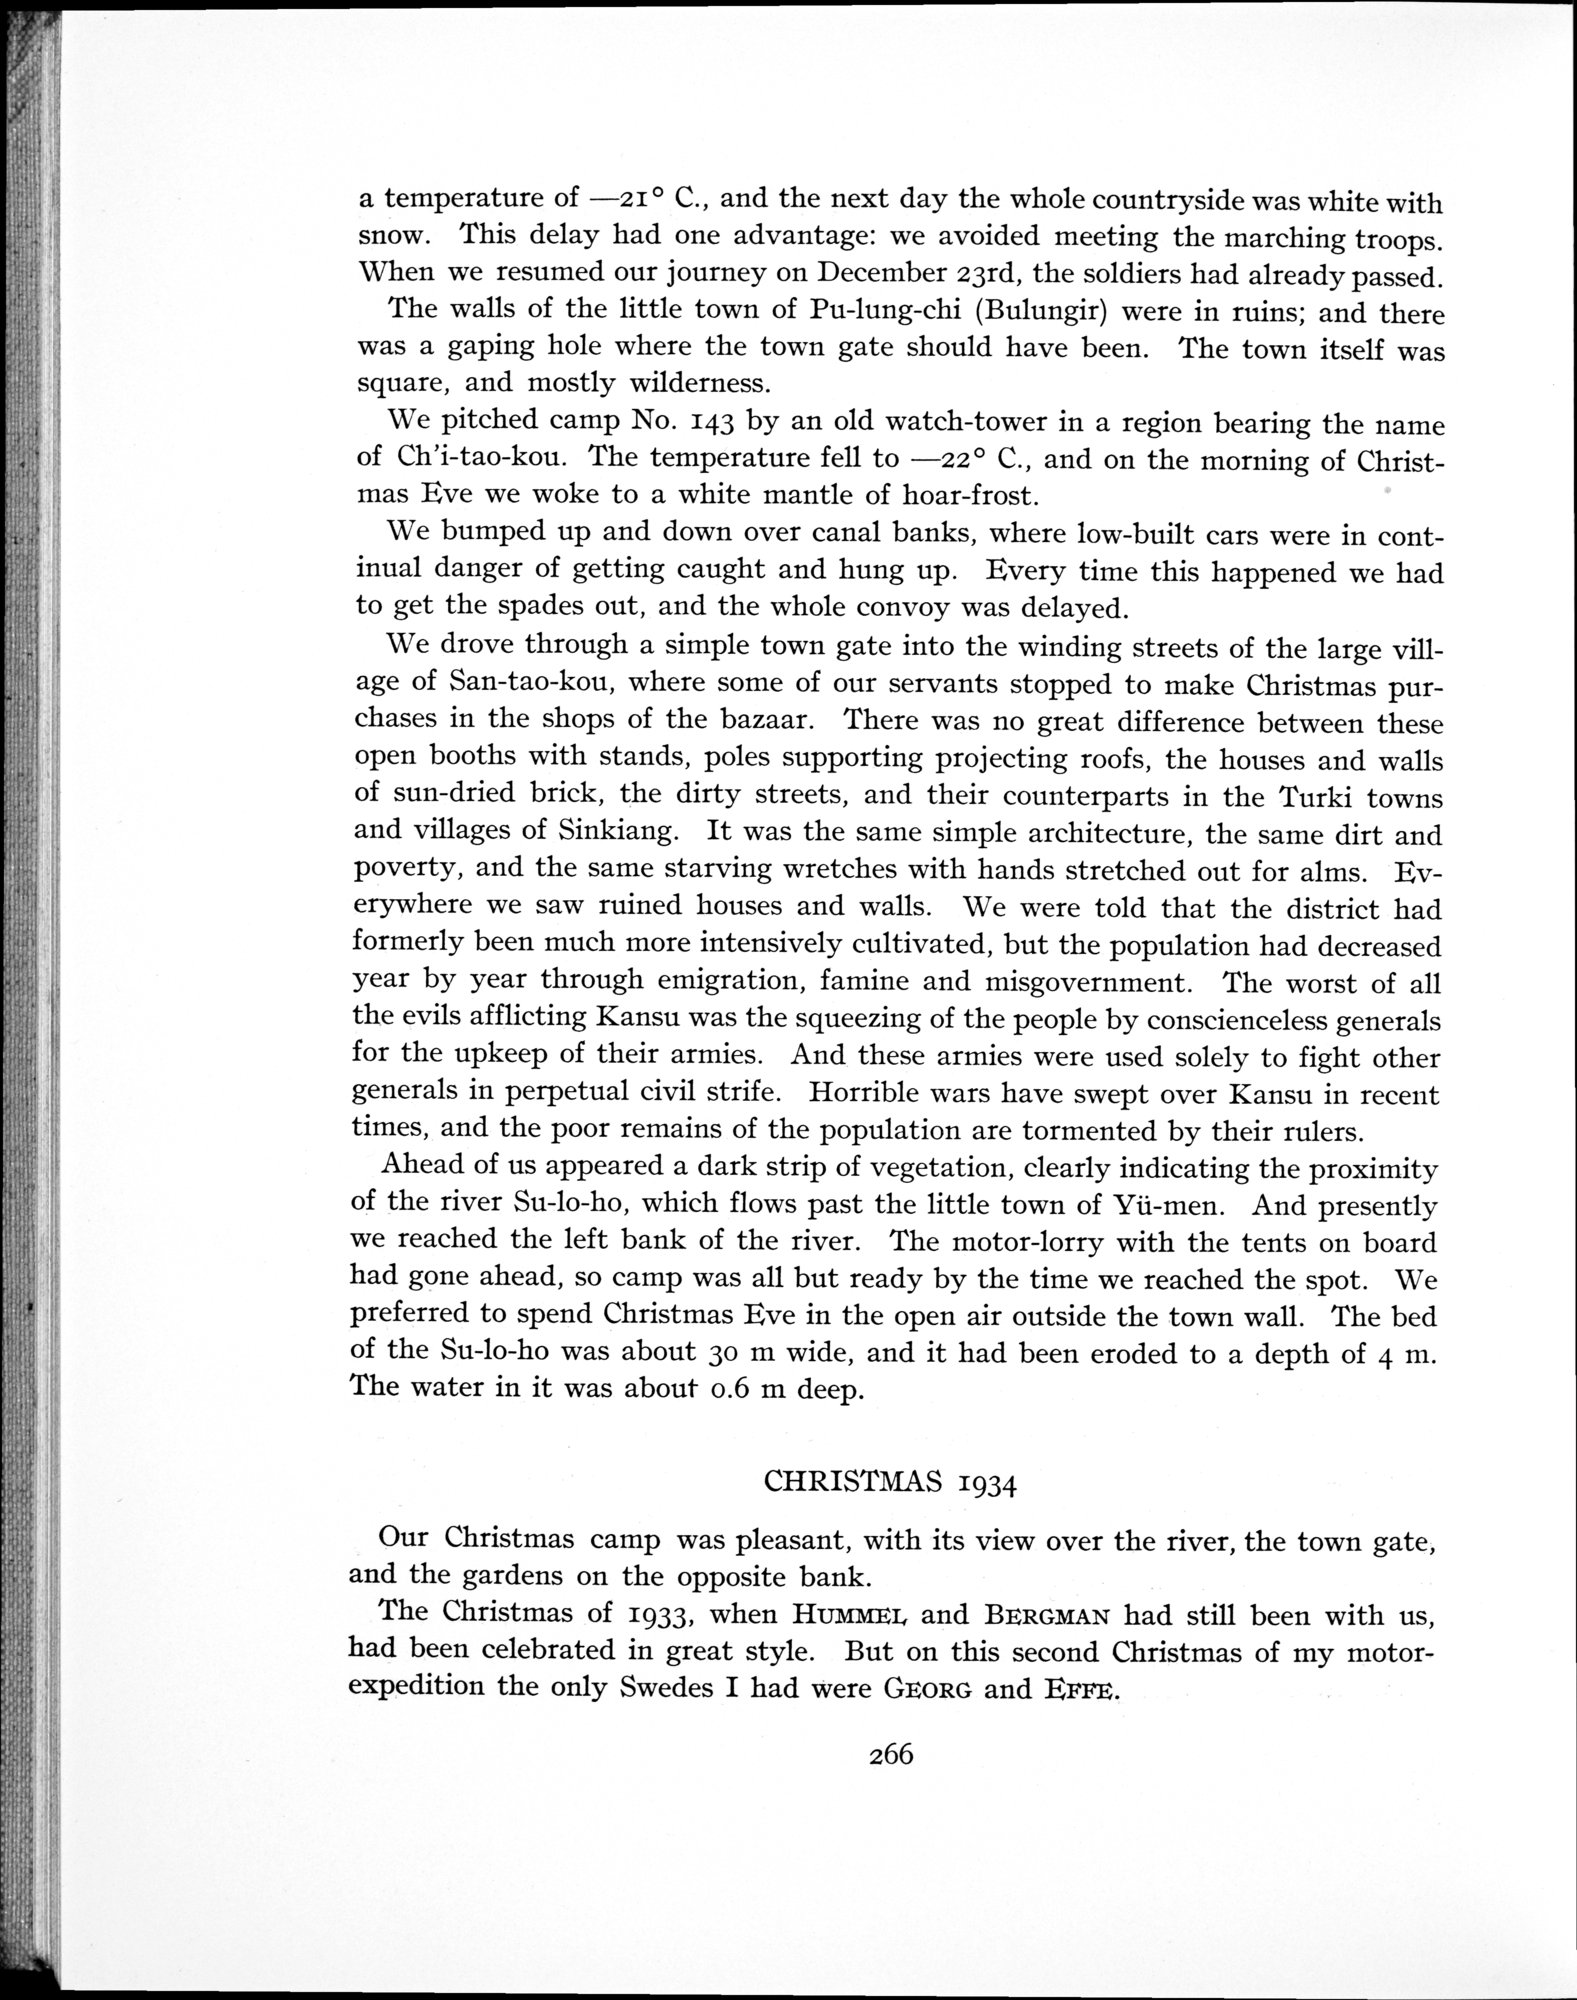 a temperature of —21° C., and the next day the whole countryside was white with
snow. This delay had one advantage: we avoided meeting the marching troops.
When we resumed our journey on December 23rd, the soldiers had already passed.
The walls of the little town of Pu-lung-chi (Bulungir) were in ruins; and there
was a gaping hole where the town gate should have been. The town itself was
square, and mostly wilderness.
We pitched camp No. 143 by an old watch-tower in a region bearing the name
of Ch'i-tao-kou. The temperature fell to —22° C., and on the morning of Christ-
mas Eve we woke to a white mantle of hoar-frost.
We bumped up and down over canal banks, where low-built cars were in cont-
inual danger of getting caught and hung up. Every time this happened we had
to get the spades out, and the whole convoy was delayed.
We drove through a simple town gate into the winding streets of the large vill-
age of San-tao-kou, where some of our servants stopped to make Christmas pur-
chases in the shops of the bazaar. There was no great difference between these
open booths with stands, poles supporting projecting roofs, the houses and walls
of sun-dried brick, the dirty streets, and their counterparts in the Turki towns
and villages of Sinkiang. It was the same simple architecture, the same dirt and
poverty, and the same starving wretches with hands stretched out for alms. Ev-
erywhere we saw ruined houses and walls. We were told that the district had
formerly been much more intensively cultivated, but the population had decreased
year by year through emigration, famine and misgovernment. The worst of all
the evils afflicting Kansu was the squeezing of the people by conscienceless generals
for the upkeep of their armies. And these armies were used solely to fight other
generals in perpetual civil strife. Horrible wars have swept over Kansu in recent
times, and the poor remains of the population are tormented by their rulers.
Ahead of us appeared a dark strip of vegetation, clearly indicating the proximity
of the river Su-lo-ho, which flows past the little town of Yü-men. And presently
we reached the left bank of the river. The motor-lorry with the tents on board
had gone ahead, so camp was all but ready by the time we reached the spot. We
preferred to spend Christmas Eve in the open air outside the town wall. The bed
of the Su-lo-ho was about 30 m wide, and it had been eroded to a depth of 4 m.
The water in it was about 0.6 m deep.
CHRISTMAS 1934
Our Christmas camp was pleasant, with its view over the river, the town gate,
and the gardens on the opposite bank.
The Christmas of 1933, when HUMMEL and BERGMAN had still been with us,
had been celebrated in great style. But on this second Christmas of my motor-
expedition the only Swedes I had were GEORG and EFFE.
266